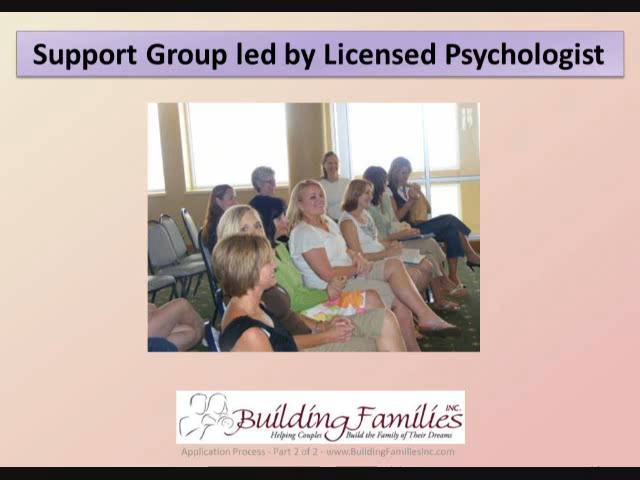 Support Group led by Licensed Psychologist
Building Families INC.
Helping Couples Build the Family of Their Dreams
Application Process - Part 2 of 2 - www.BuildingFamiliesInc.com